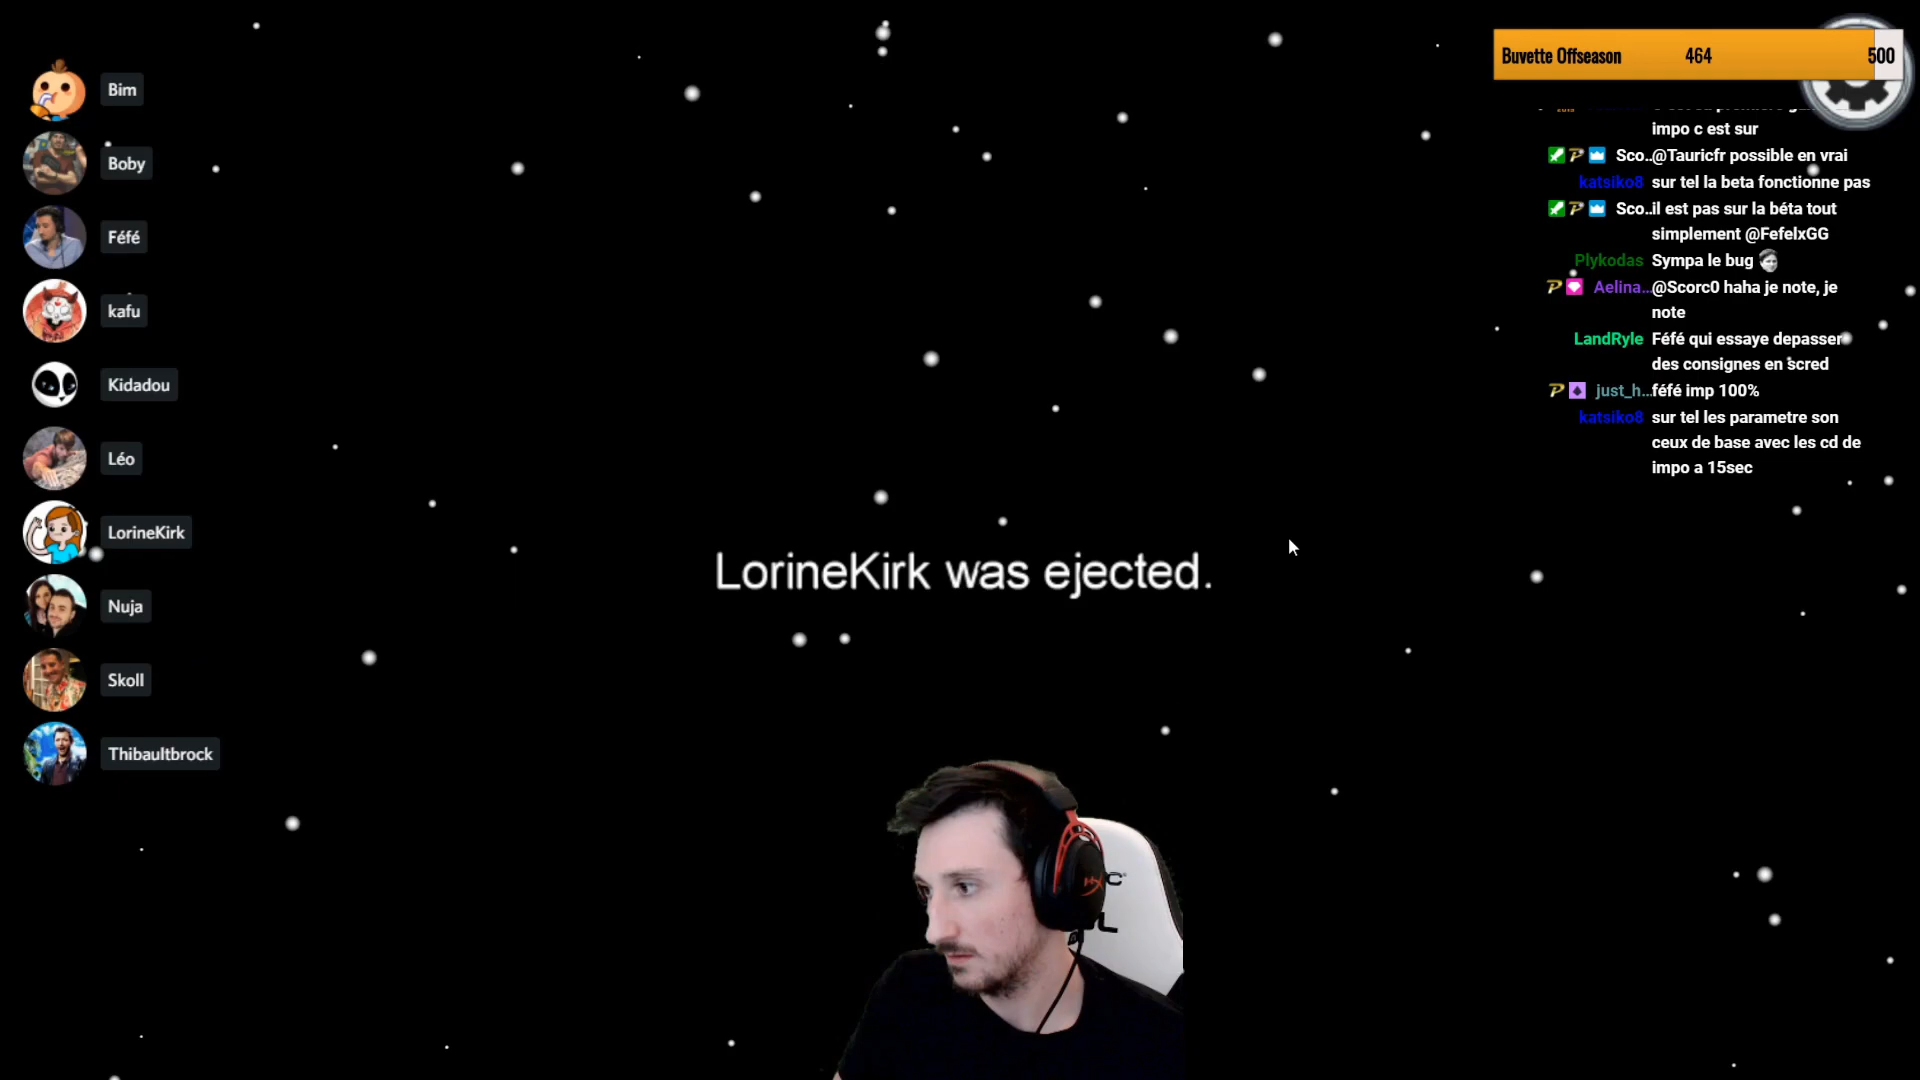 Buvette Offseason 464 500
impo c est sur
Sco..@Tauricfr possible en vrai
katsiko8 sur tel la beta fonctionne pas
Sco..il est pas sur la béta tout
simplement @FefelxGG
Plykodas Sympa le bug
Aelina...@Scorc0 haha je note, je
note
LandRyle Féfé qui essaye depasser
des consignes en scred
just_h...féfé imp 100%
katsiko8 sur tel les parametre son
ceux de base avec les cd de
impo a 15sec
Bim
Boby
Féfé
kafu
Kidadou
Léo
LorineKirk
Nuja
Skoll
Thibaultbrock
LorineKirk was ejected.